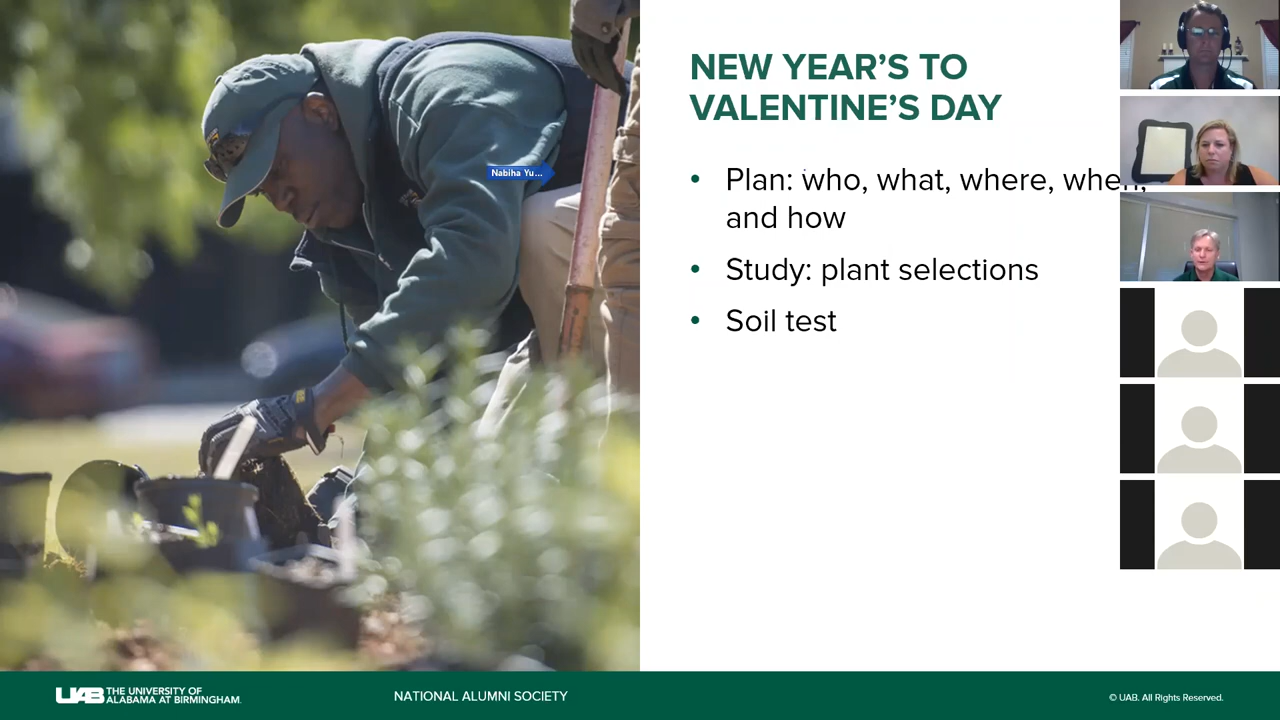 NEW YEAR’S TO
VALENTINE’S DAY
Nabiha Yu...
• Plan: who, what, where, when,
and how
• Study: plant selections
• Soil test
UAB THE UNIVERSITY OF
ALABAMA AT BIRMINGHAM.
NATIONAL ALUMNI SOCIETY
© UAB. All Rights Reserved.